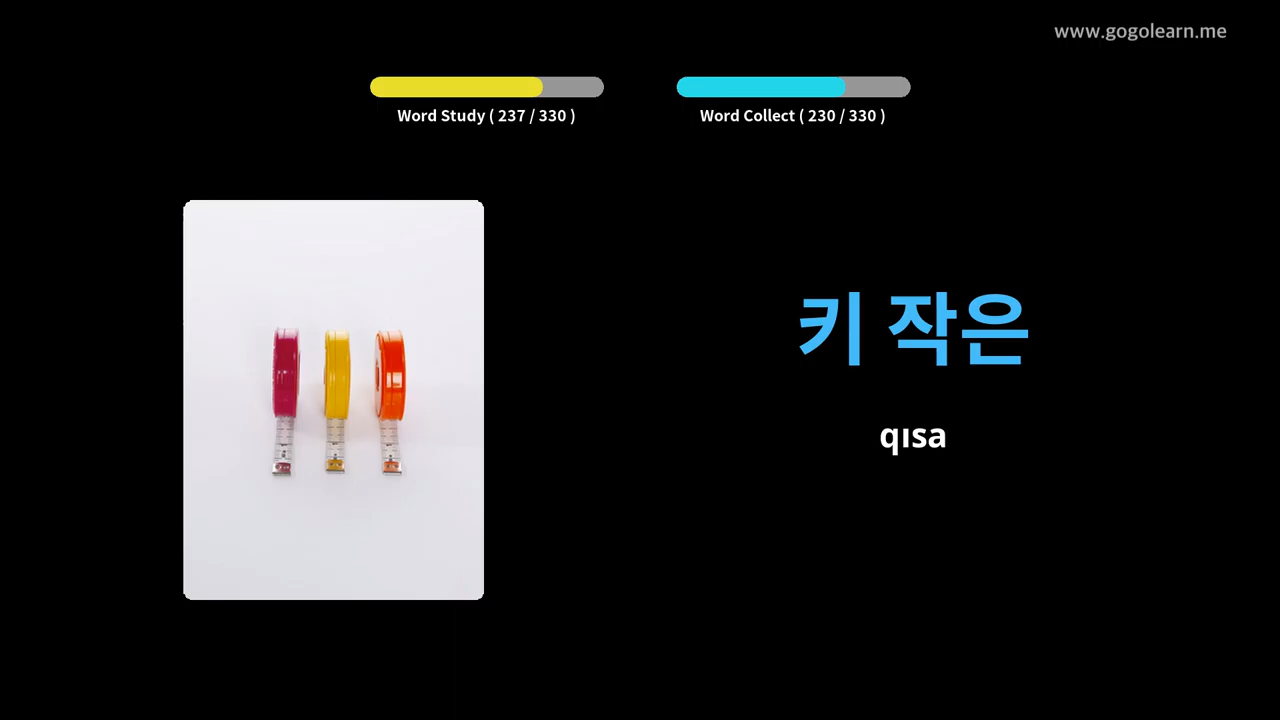 www.gogolearn.me
Word Study ( 237 / 330 )
Word Collect ( 230 / 330 )
키 작은
qısa